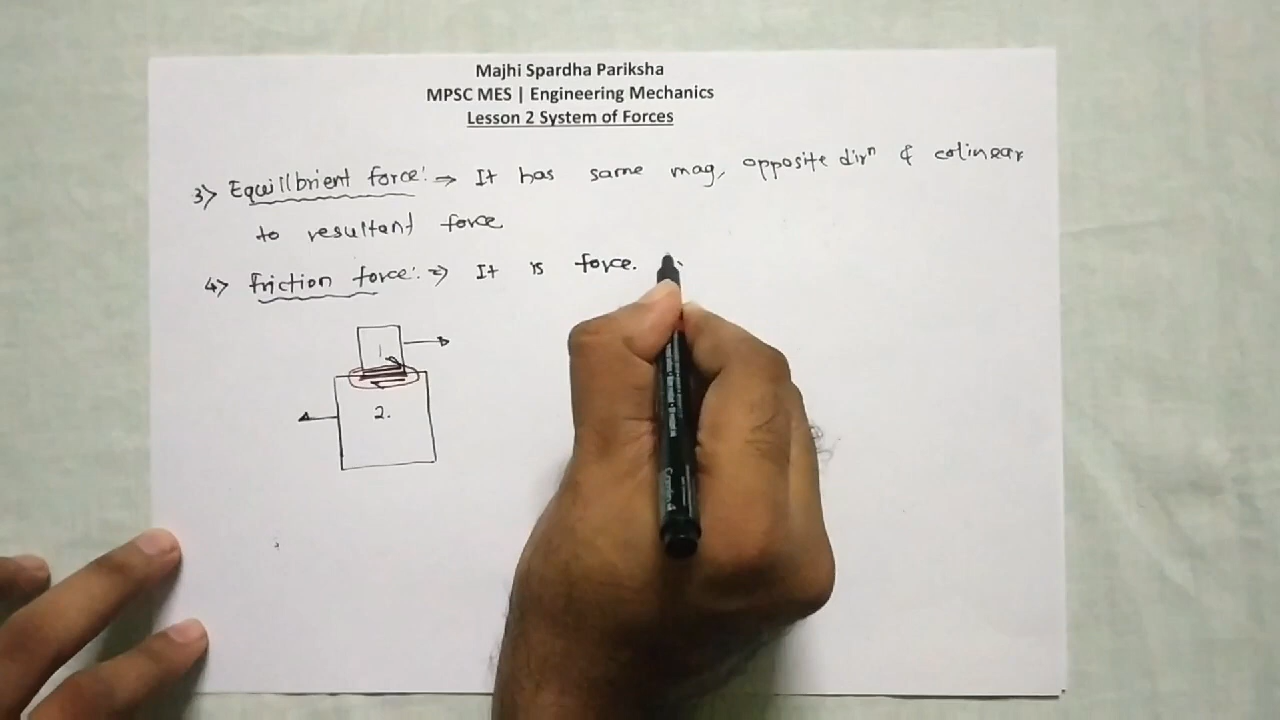 Majhi Spardha Pariksha
MPSC MES | Engineering Mechanics
Lesson 2 System of Forces
3> Equillbrient force:⇒ It has same mag, opposite dirⁿ & colinear
to resultant force
4> friction force:⇒ It is force.
1
2.